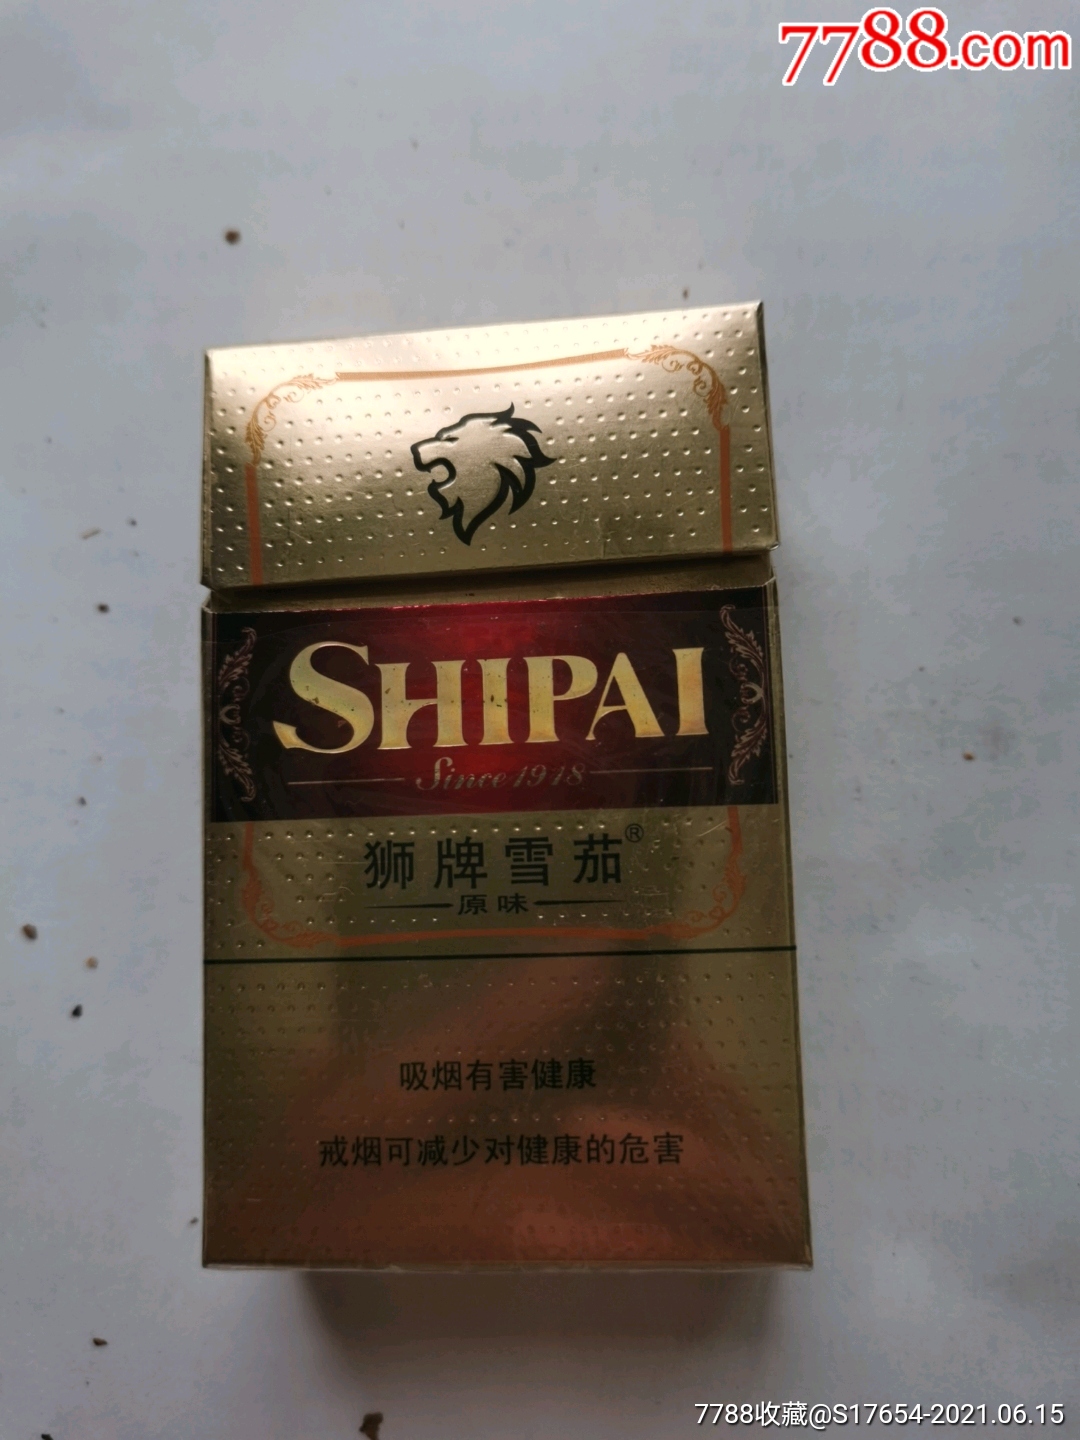 7788.com
SHIPAI
Since 1918
狮牌雪茄®
原味
吸烟有害健康
戒烟可减少对健康的危害
7788收藏@S17654-2021.06.15